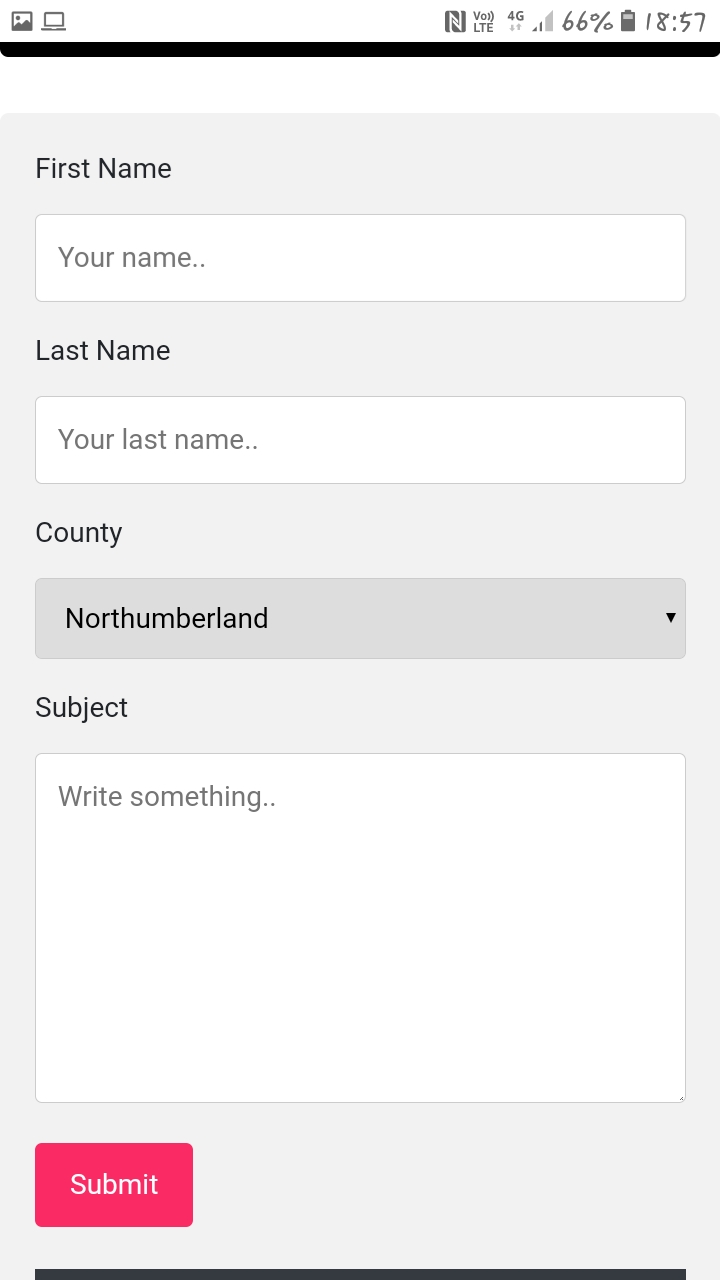 Vo)) LTE 4G 66% 18:57
First Name
Your name..
Last Name
Your last name..
County
Northumberland
Subject
Write something..
Submit